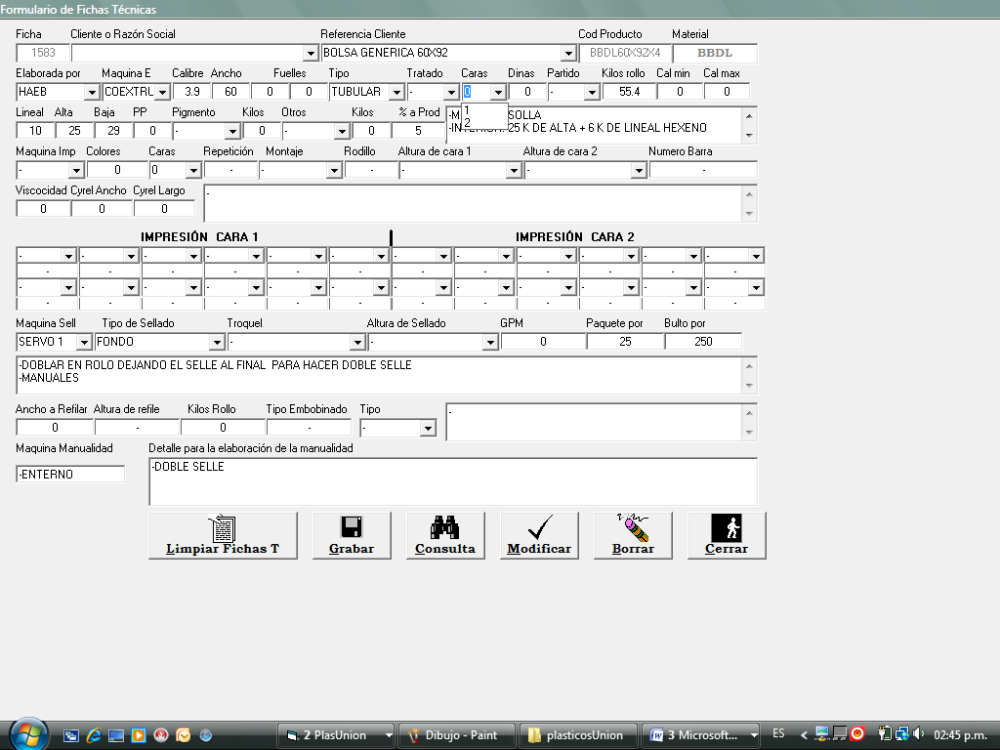 Formulario de Fichas Técnicas
Ficha Cliente o Razón Social Referencia Cliente Cod Producto Material
1583 BOLSA GENERICA 60X92 BBDL60X92X4 BBDL
Elaborada por Maquina E Calibre Ancho Fuelles Tipo Tratado Caras Dinas Partido Kilos rollo Cal min Cal max
HAEB COEXTRU 3.9 60 0 0 TUBULAR - 0 0 - 55.4 0 0
1
2
Lineal Alta Baja PP Pigmento Kilos Otros Kilos % a Prod
10 25 29 0 - 0 - 0 5
SOLLA
25 K DE ALTA + 6 K DE LINEAL HEXENO
Maquina Imp Colores Caras Repetición Montaje Rodillo Altura de cara 1 Altura de cara 2 Numero Barra
- 0 0 - - - - - -
Viscocidad Cyrel Ancho Cyrel Largo
0 0 0 -
IMPRESIÓN CARA 1 IMPRESIÓN CARA 2
- - - - - - - - - - - -
- - - - - - - - - - - -
- - - - - - - - - - - -
- - - - - - - - - - - -
Maquina Sell Tipo de Sellado Troquel Altura de Sellado GPM Paquete por Bulto por
SERVO 1 FONDO - - 0 25 250
-DOBLAR EN ROLO DEJANDO EL SELLE AL FINAL PARA HACER DOBLE SELLE
-MANUALES
Ancho a Refilar Altura de refile Kilos Rollo Tipo Embobinado Tipo
0 - 0 - - -
Maquina Manualidad Detalle para la elaboración de la manualidad
-ENTERNO -DOBLE SELLE
Limpiar Fichas T Grabar Consulta Modificar Borrar Cerrar
2 PlasUnion Dibujo - Paint plasticosUnion 3 Microsoft... ES 02:45 p.m.